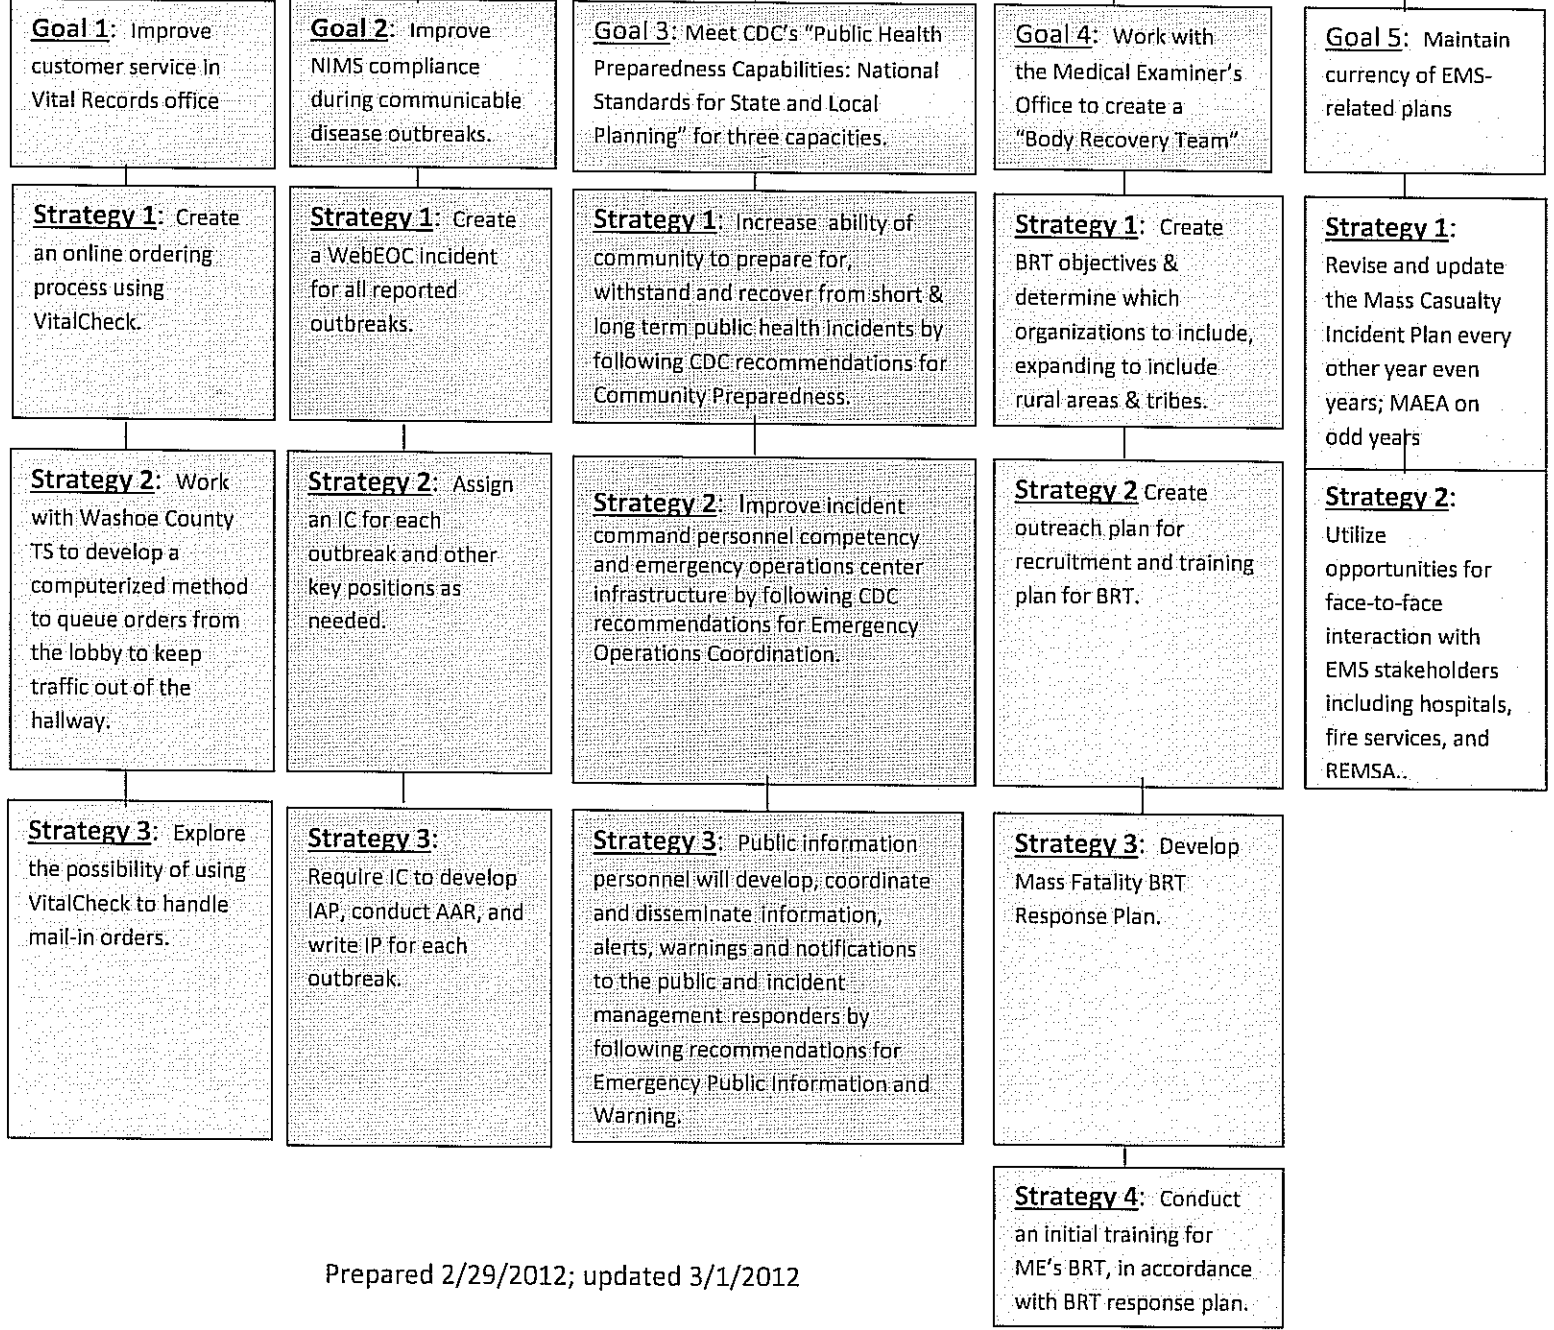 Goal 1: Improve
customer service in
Vital Records office
Strategy 1: Create
an online ordering
process using
VitalCheck.
Strategy 2: Work
with Washoe County
TS to develop a
computerized method
to queue orders from
the lobby to keep
traffic out of the
hallway.
Strategy 3: Explore
the possibility of using
VitalCheck to handle
mail-in orders.
Goal 2: Improve
NIMS compliance
during communicable
disease outbreaks.
Strategy 1: Create
a WebEOC incident
for all reported
outbreaks.
Strategy 2: Assign
an IC for each
outbreak and other
key positions as
needed.
Strategy 3:
Require IC to develop
IAP, conduct AAR, and
write IP for each
outbreak.
Goal 3: Meet CDC's "Public Health
Preparedness Capabilities: National
Standards for State and Local
Planning" for three capacities.
Strategy 1: Increase ability of
community to prepare for,
withstand and recover from short &
long term public health incidents by
following CDC recommendations for
Community Preparedness.
Strategy 2: Improve incident
command personnel competency
and emergency operations center
infrastructure by following CDC
recommendations for Emergency
Operations Coordination.
Strategy 3: Public information
personnel will develop, coordinate
and disseminate information,
alerts, warnings and notifications
to the public and incident
management responders by
following recommendations for
Emergency Public Information and
Warning.
Goal 4: Work with
the Medical Examiner's
Office to create a
"Body Recovery Team"
Strategy 1: Create
BRT objectives &
determine which
organizations to include,
expanding to include
rural areas & tribes.
Strategy 2 Create
outreach plan for
recruitment and training
plan for BRT.
Strategy 3: Develop
Mass Fatality BRT
Response Plan.
Strategy 4: Conduct
an initial training for
ME's BRT, in accordance
with BRT response plan.
Goal 5: Maintain
currency of EMS-
related plans
Strategy 1:
Revise and update
the Mass Casualty
Incident Plan every
other year even
years; MAEA on
odd years
Strategy 2:
Utilize
opportunities for
face-to-face
interaction with
EMS stakeholders
including hospitals,
fire services, and
REMSA..
Prepared 2/29/2012; updated 3/1/2012